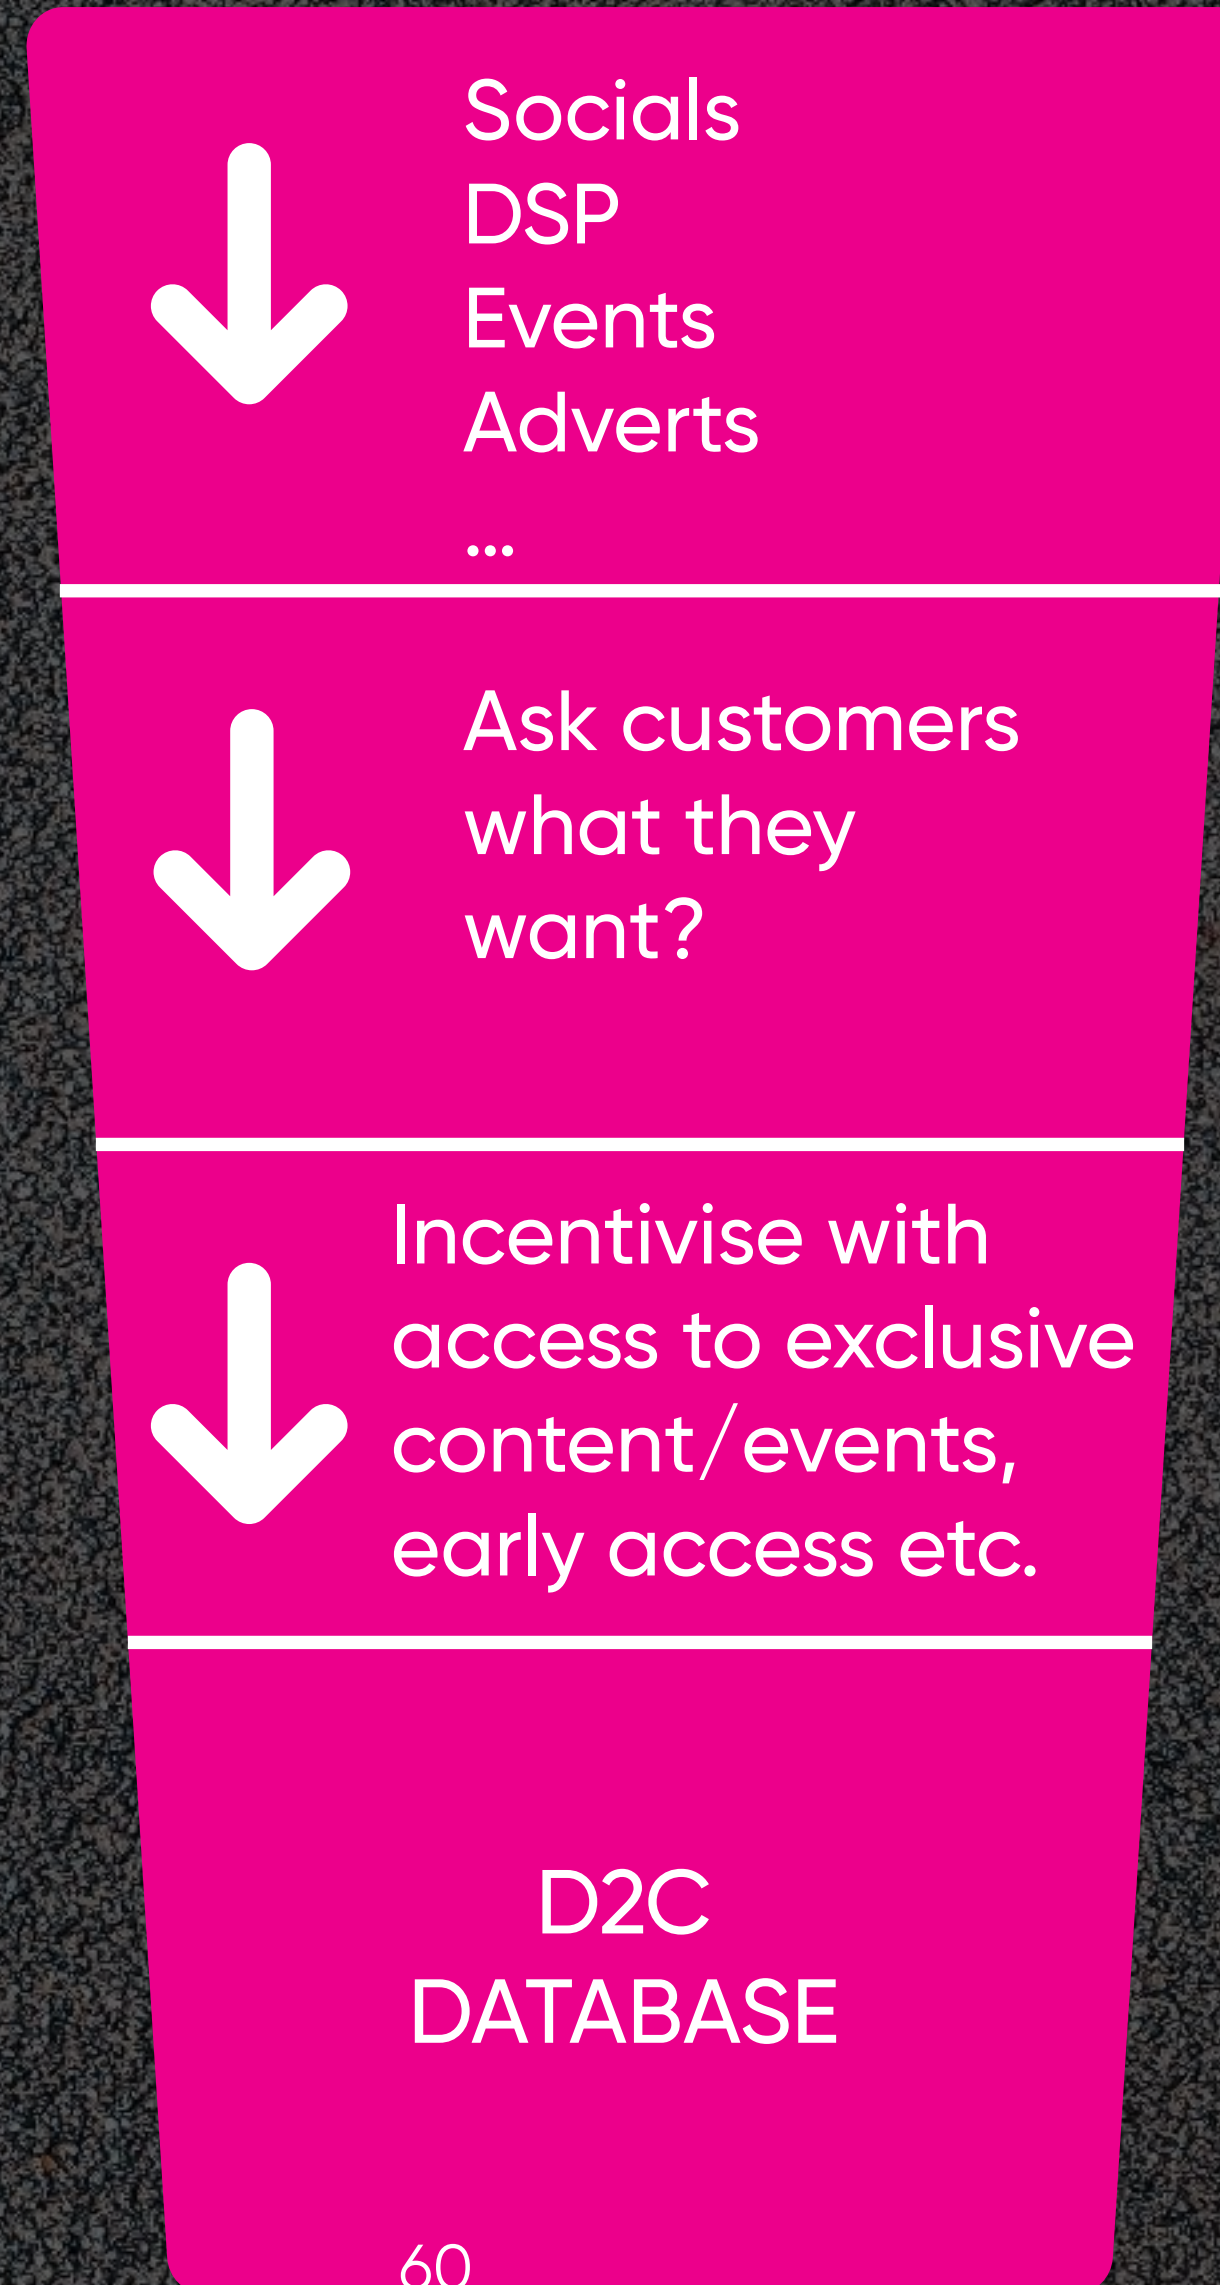 Socials
DSP
Events
Adverts
...
Ask customers
what they
want?
Incentivise with
access to exclusive
content/events,
early access etc.
D2C
DATABASE
60